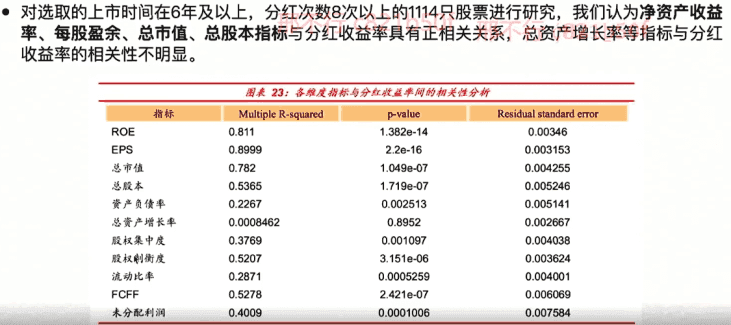 • 对选取的上市时间在6年及以上，分红次数8次以上的1114只股票进行研究，我们认为净资产收益
率、每股盈余、总市值、总股本指标与分红收益率具有正相关关系，总资产增长率等指标与分红
收益率的相关性不明显。
图表 23：各维度指标与分红收益率间的相关性分析
指标 Multiple R-squared p-value Residual standard error
ROE 0.811 1.382e-14 0.00346
EPS 0.8999 2.2e-16 0.003153
总市值 0.782 1.049e-07 0.004255
总股本 0.5365 1.719e-07 0.005246
资产负债率 0.2267 0.002513 0.005141
总资产增长率 0.0008462 0.8952 0.002667
股权集中度 0.3769 0.001097 0.004038
股权制衡度 0.5207 3.151e-06 0.003624
流动比率 0.2871 0.0005259 0.004001
FCFF 0.5278 2.421e-07 0.006069
未分配利润 0.4009 0.0001006 0.007584